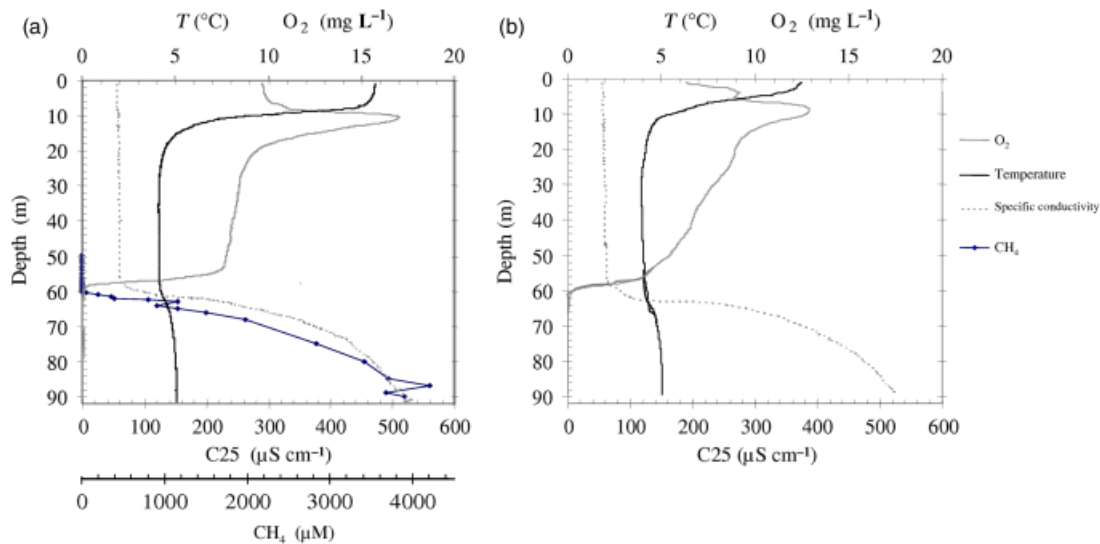 (a) T (°C) O₂ (mg L⁻¹)
0 5 10 15 20
0
10
20
30
40
50
60
70
80
90
Depth (m)
0 100 200 300 400 500 600
C25 (µS cm⁻¹)
0 1000 2000 3000 4000
CH₄ (µM)
(b) T (°C) O₂ (mg L⁻¹)
0 5 10 15 20
0
10
20
30
40
50
60
70
80
90
Depth (m)
0 100 200 300 400 500 600
C25 (µS cm⁻¹)
O₂
Temperature
Specific conductivity
CH₄